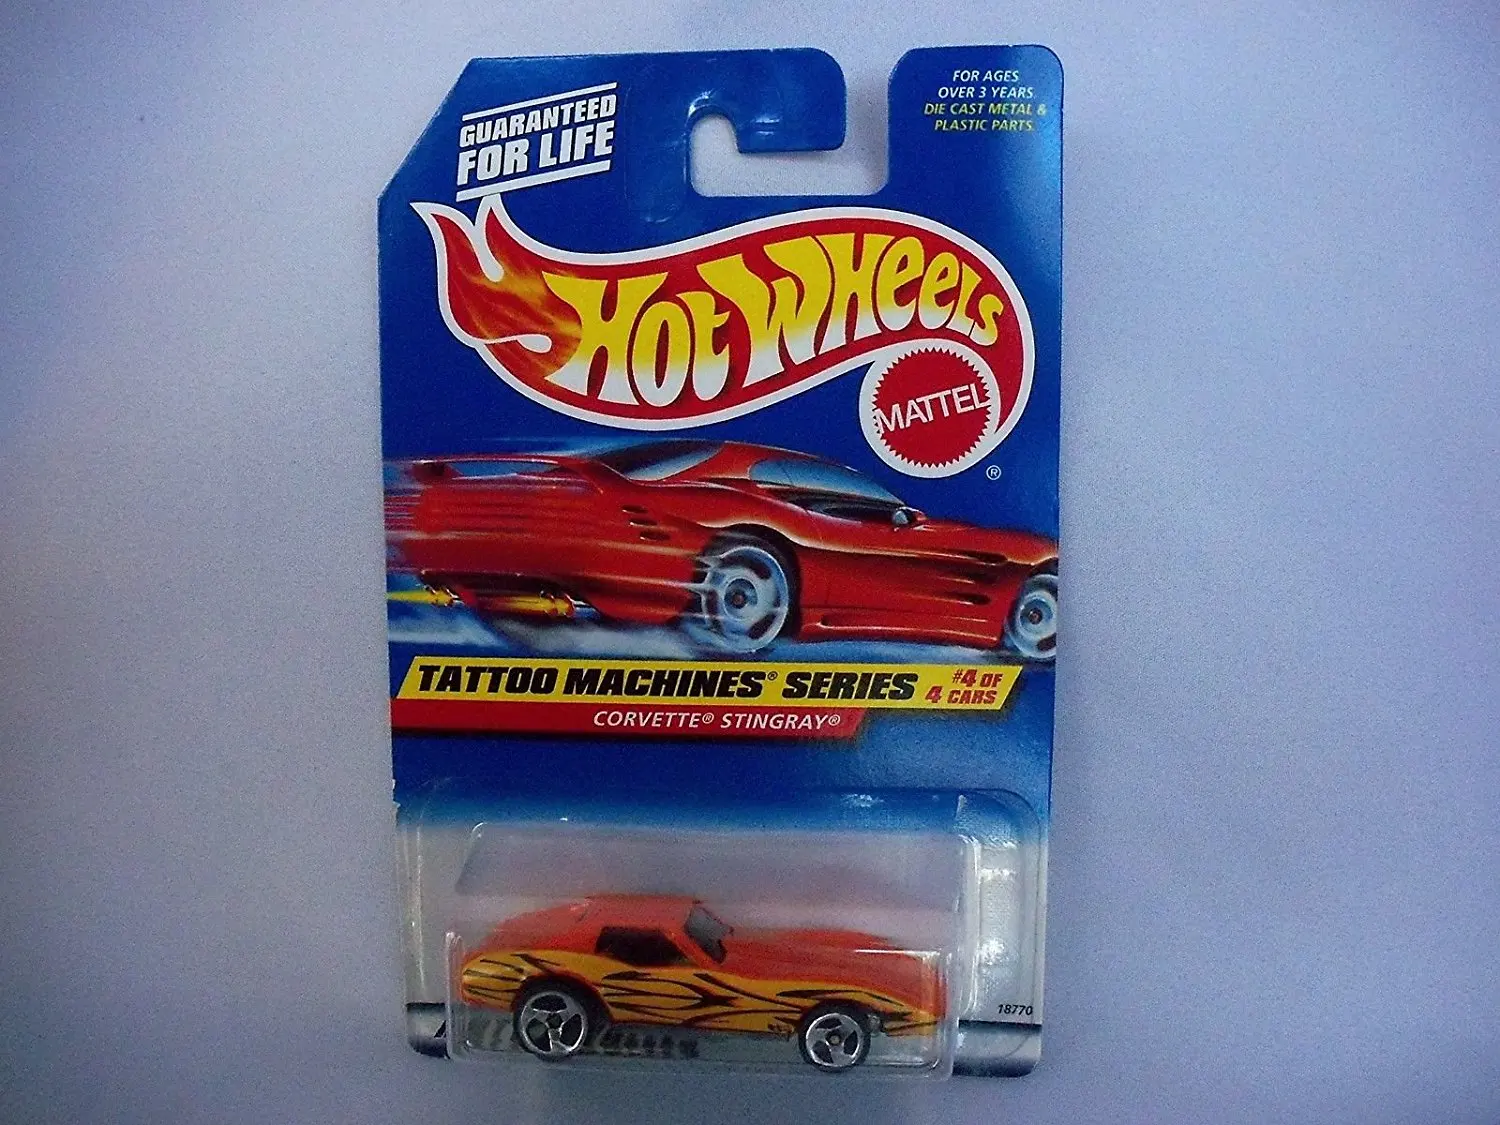 GUARANTEED
FOR LIFE
FOR AGES
OVER 3 YEARS.
DIE CAST METAL &
PLASTIC PARTS.
HOT WHEELS
MATTEL
®
TATTOO MACHINES® SERIES #4 OF
4 CARS
CORVETTE® STINGRAY®
18770